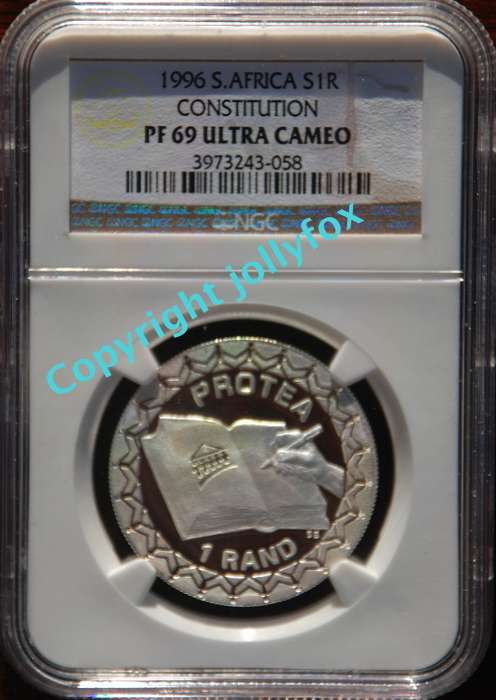 1996 S.AFRICA S1R
CONSTITUTION
PF 69 ULTRA CAMEO
3973243-058
NGC
Copyright jollyfox
PROTEA
1 RAND